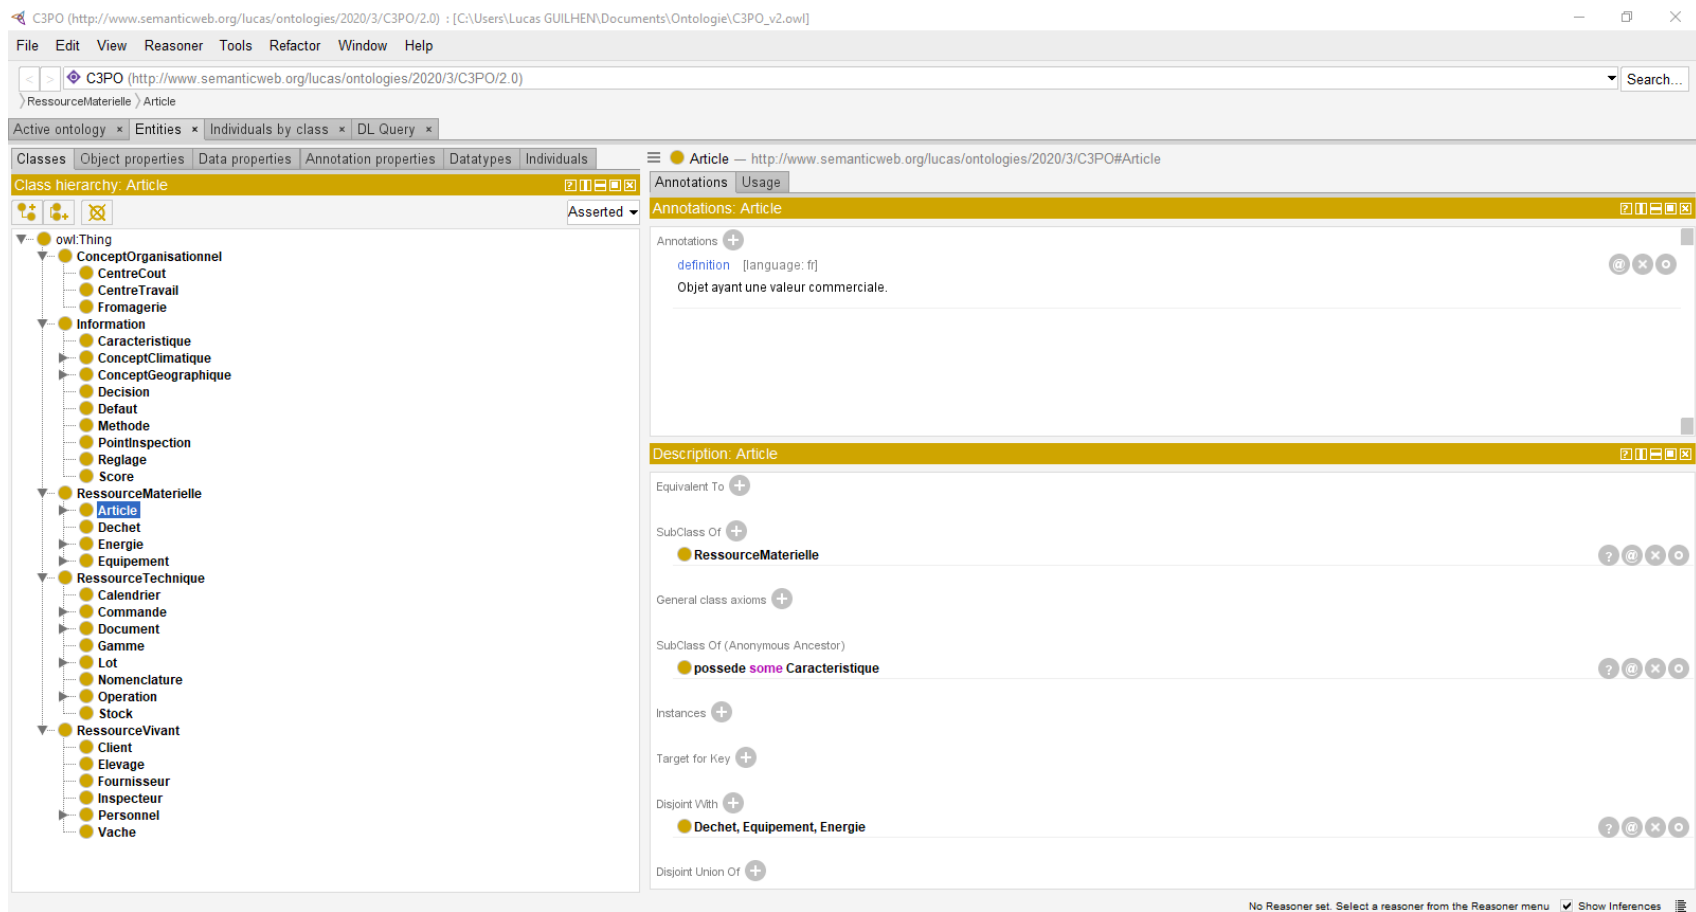 C3PO (http://www.semanticweb.org/lucas/ontologies/2020/3/C3PO/2.0) : [C:\Users\Lucas GUILHEN\Documents\Ontologie\C3PO_v2.owl]
File Edit View Reasoner Tools Refactor Window Help
< > C3PO (http://www.semanticweb.org/lucas/ontologies/2020/3/C3PO/2.0) Search...
RessourceMaterielle Article
Active ontology × Entities × Individuals by class × DL Query ×
Classes Object properties Data properties Annotation properties Datatypes Individuals
Class hierarchy: Article
Asserted
owl:Thing
ConceptOrganisationnel
CentreCout
CentreTravail
Fromagerie
Information
Caracteristique
ConceptClimatique
ConceptGeographique
Decision
Defaut
Methode
PointInspection
Reglage
Score
RessourceMaterielle
Article
Dechet
Energie
Equipement
RessourceTechnique
Calendrier
Commande
Document
Gamme
Lot
Nomenclature
Operation
Stock
RessourceVivant
Client
Elevage
Fournisseur
Inspecteur
Personnel
Vache
Article — http://www.semanticweb.org/lucas/ontologies/2020/3/C3PO#Article
Annotations Usage
Annotations: Article
Annotations
definition [language: fr]
Objet ayant une valeur commerciale.
Description: Article
Equivalent To
SubClass Of
RessourceMaterielle
General class axioms
SubClass Of (Anonymous Ancestor)
possede some Caracteristique
Instances
Target for Key
Disjoint With
Dechet, Equipement, Energie
Disjoint Union Of
No Reasoner set. Select a reasoner from the Reasoner menu Show Inferences